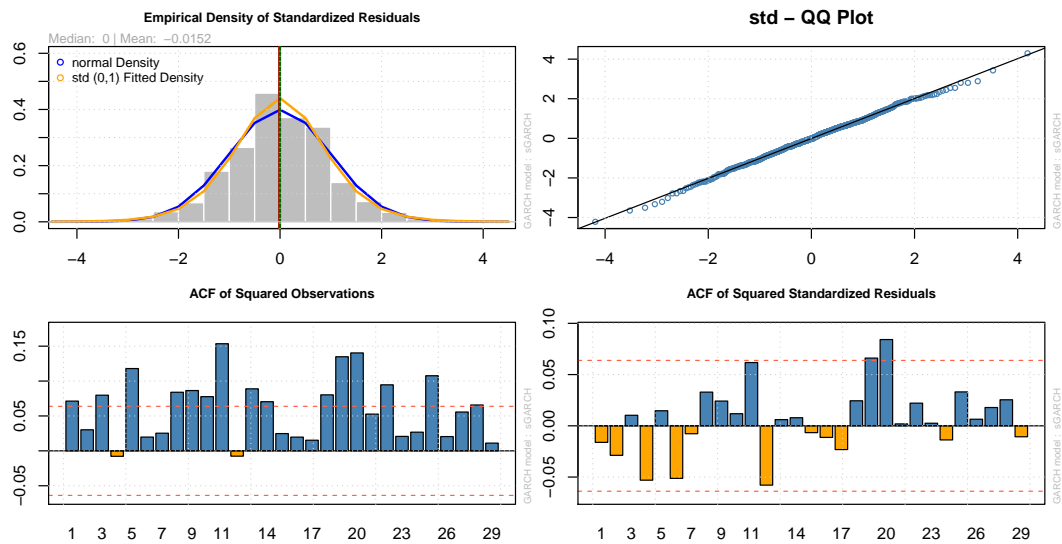 Empirical Density of Standardized Residuals
Median:  0 | Mean:  −0.0152
normal Density
std (0,1) Fitted Density
0.0 0.2 0.4 0.6
−4 −2 0 2 4
std − QQ Plot
−4 −2 0 2 4
−4 −2 0 2 4
GARCH model :  sGARCH
ACF of Squared Observations
−0.05 0.05 0.15
1 3 5 7 9 11 14 17 20 23 26 29
GARCH model :  sGARCH
ACF of Squared Standardized Residuals
−0.05 0.00 0.05 0.10
1 3 5 7 9 11 14 17 20 23 26 29
GARCH model :  sGARCH